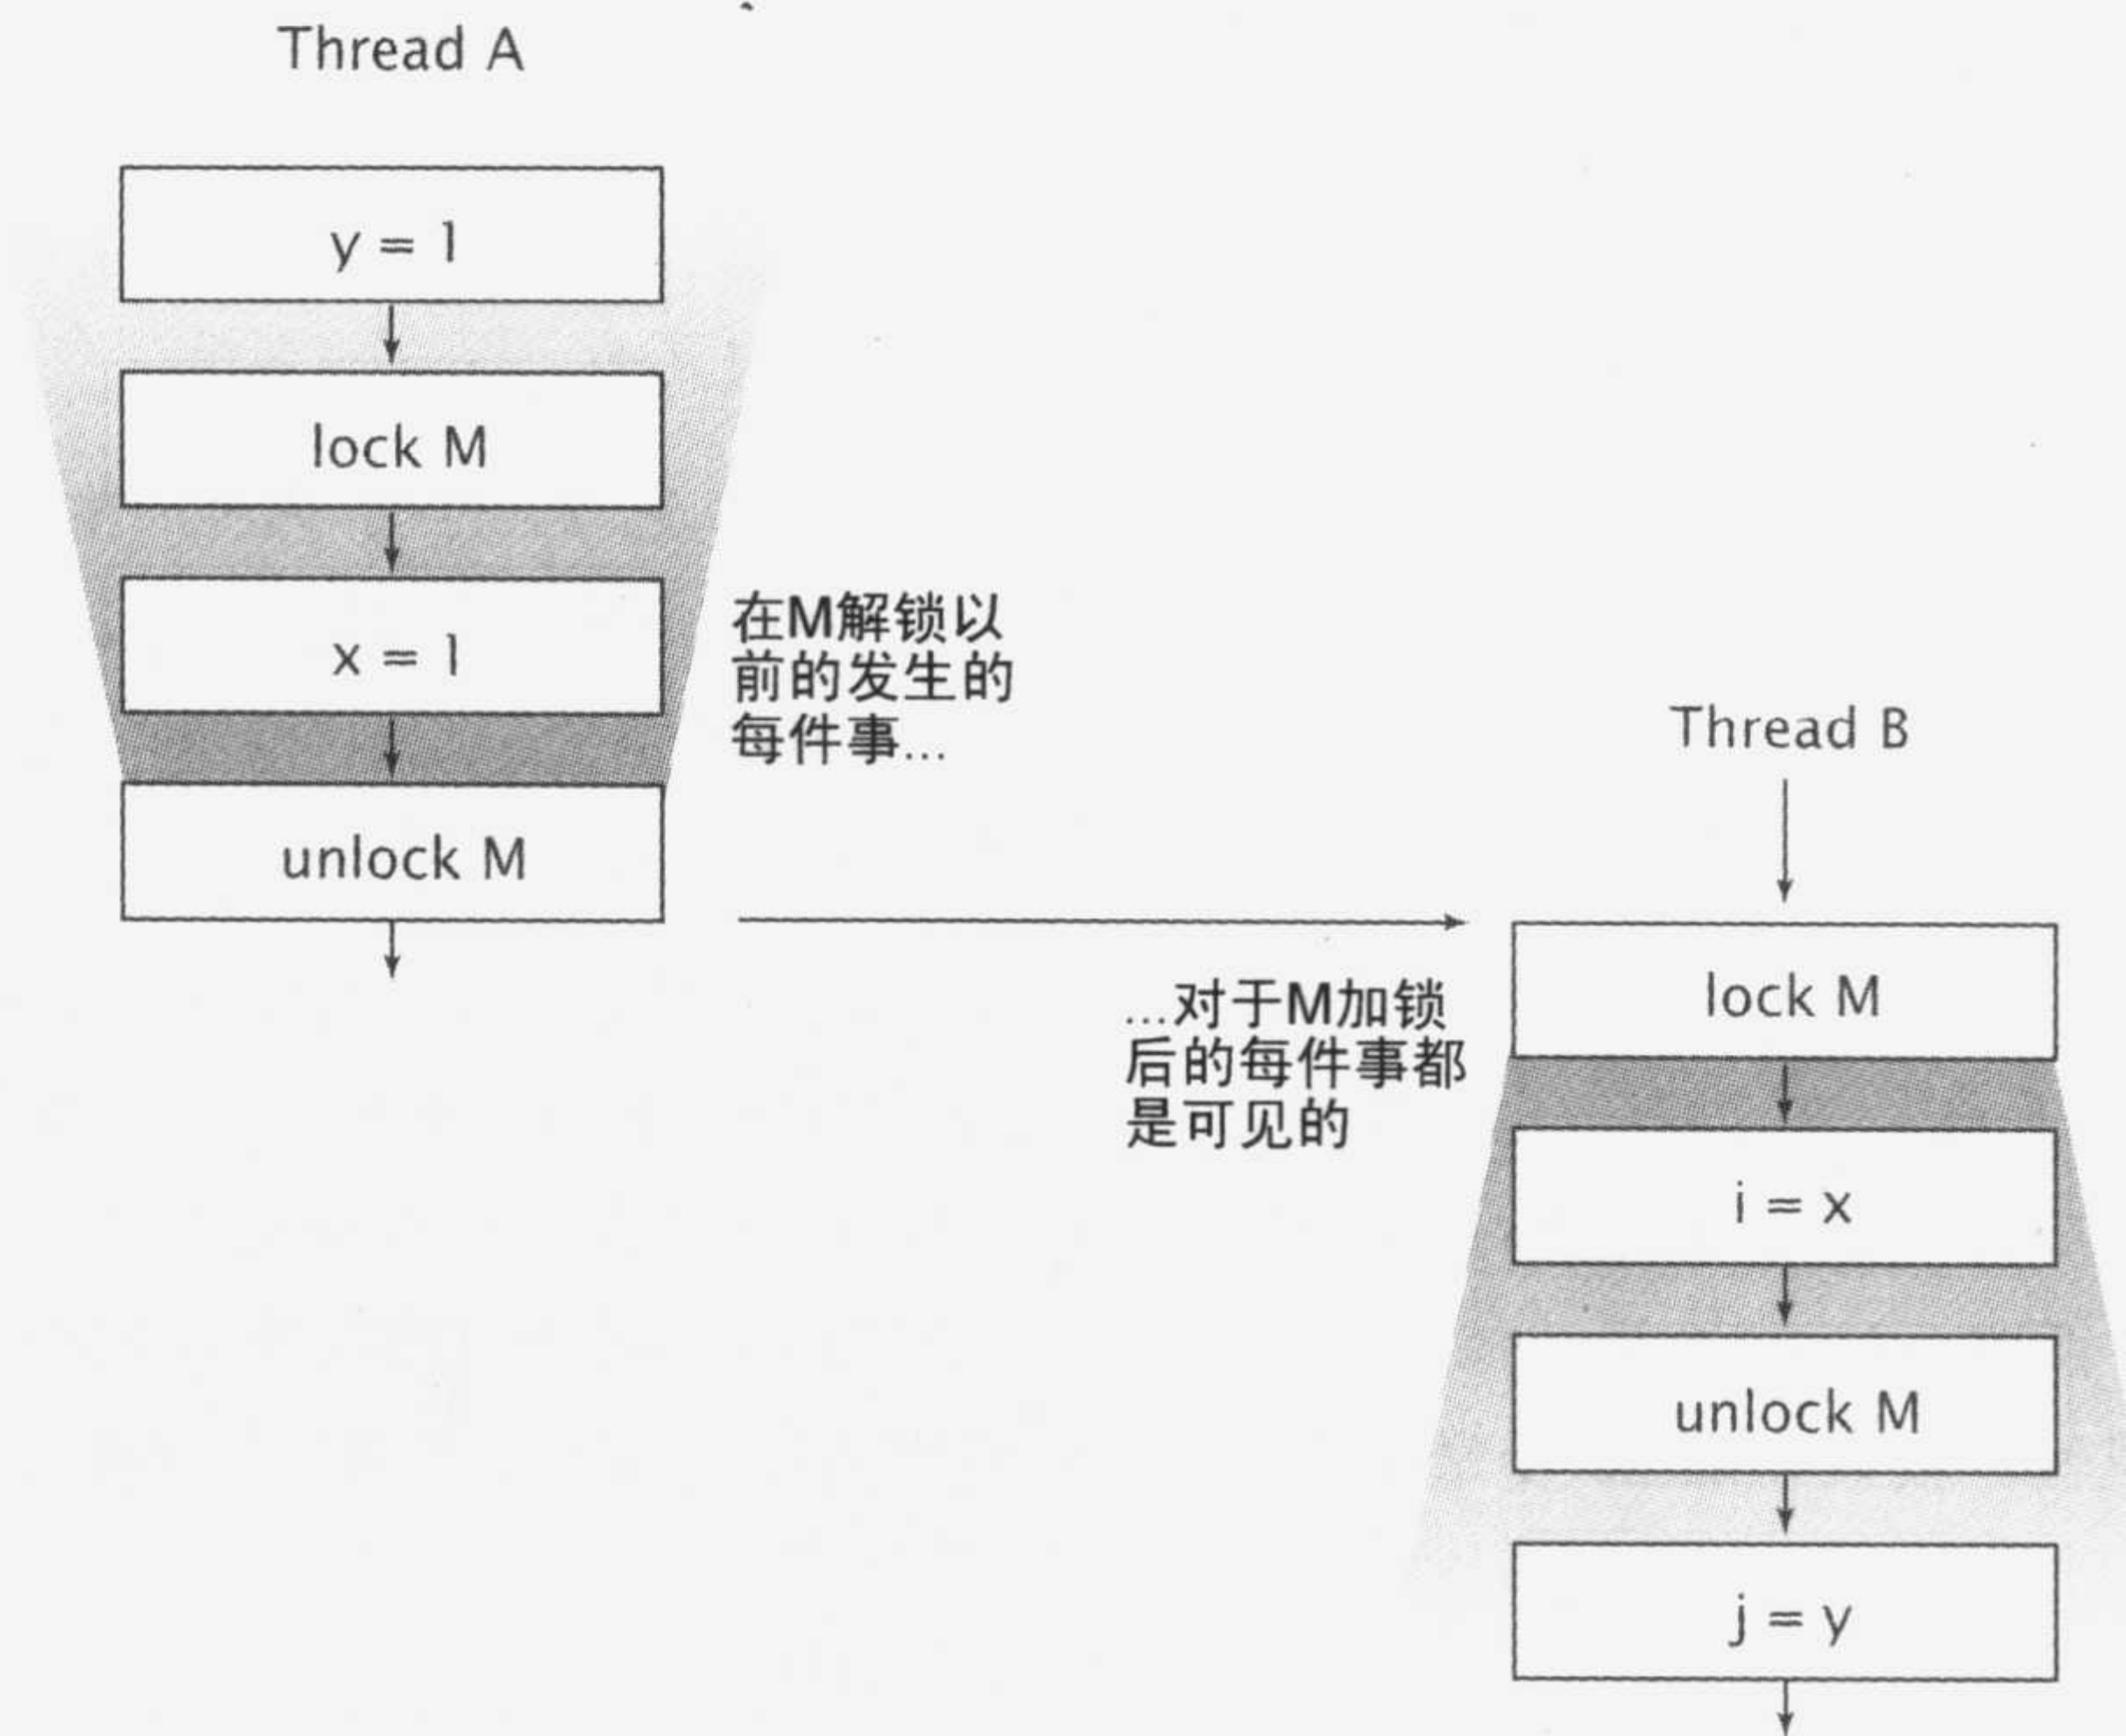 Thread A
y = 1
lock M
x = 1
unlock M
在M解锁以
前的发生的
每件事...
...对于M加锁
后的每件事都
是可见的
Thread B
lock M
i = x
unlock M
j = y